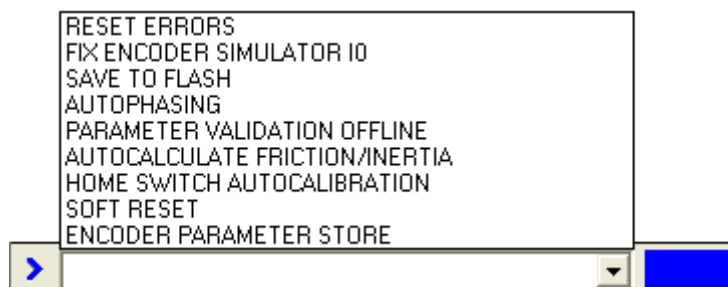 RESET ERRORS
FIX ENCODER SIMULATOR IO
SAVE TO FLASH
AUTOPHASING
PARAMETER VALIDATION OFFLINE
AUTOCALCULATE FRICTION/INERTIA
HOME SWITCH AUTOCALIBRATION
SOFT RESET
ENCODER PARAMETER STORE